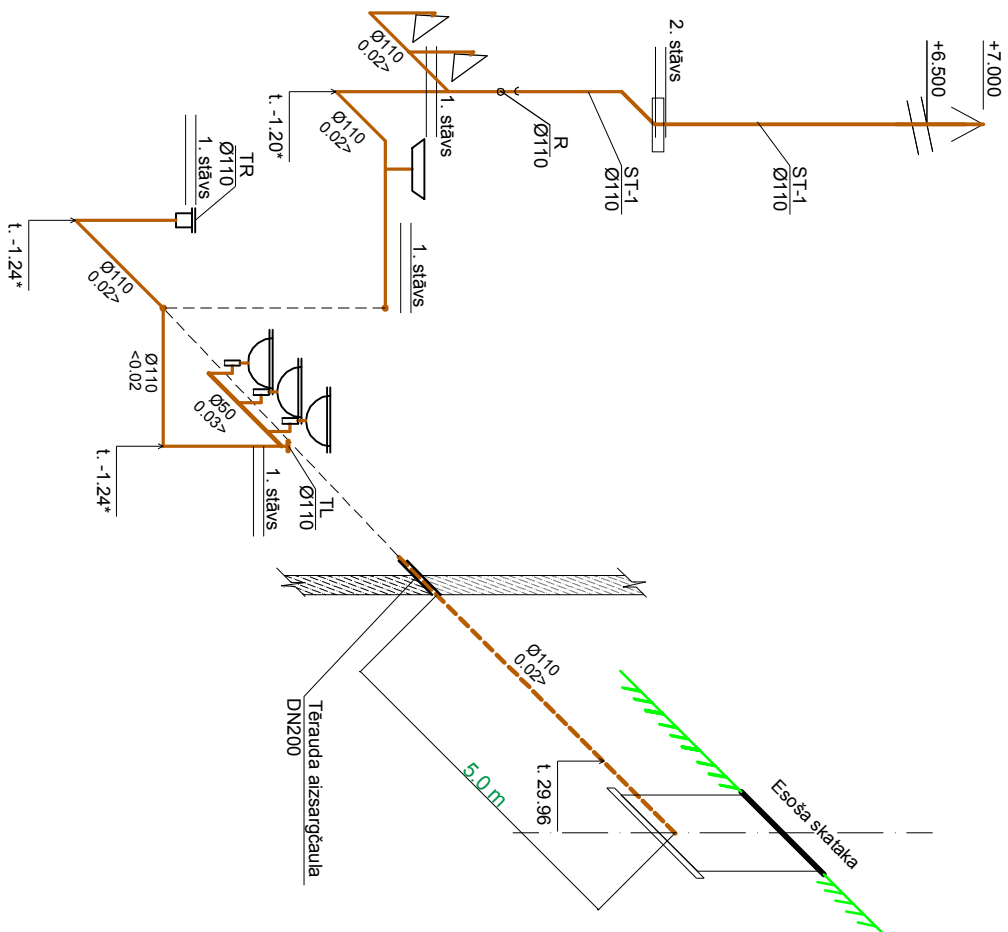 +7.000
+6.500
2. stāvs
ST-1
Ø110
ST-1
Ø110
R
Ø110
Ø110
0.02>
1. stāvs
t. -1.20*
Ø110
0.02>
1. stāvs
TR
Ø110
1. stāvs
t. -1.24*
Ø110
0.02>
Ø110
<0.02
Ø50
0.03>
t. -1.24*
1. stāvs
TL
Ø110
Tērauda aizsargčaula
DN200
Ø110
0.02>
5.0 m
t. 29.96
Esoša skataka